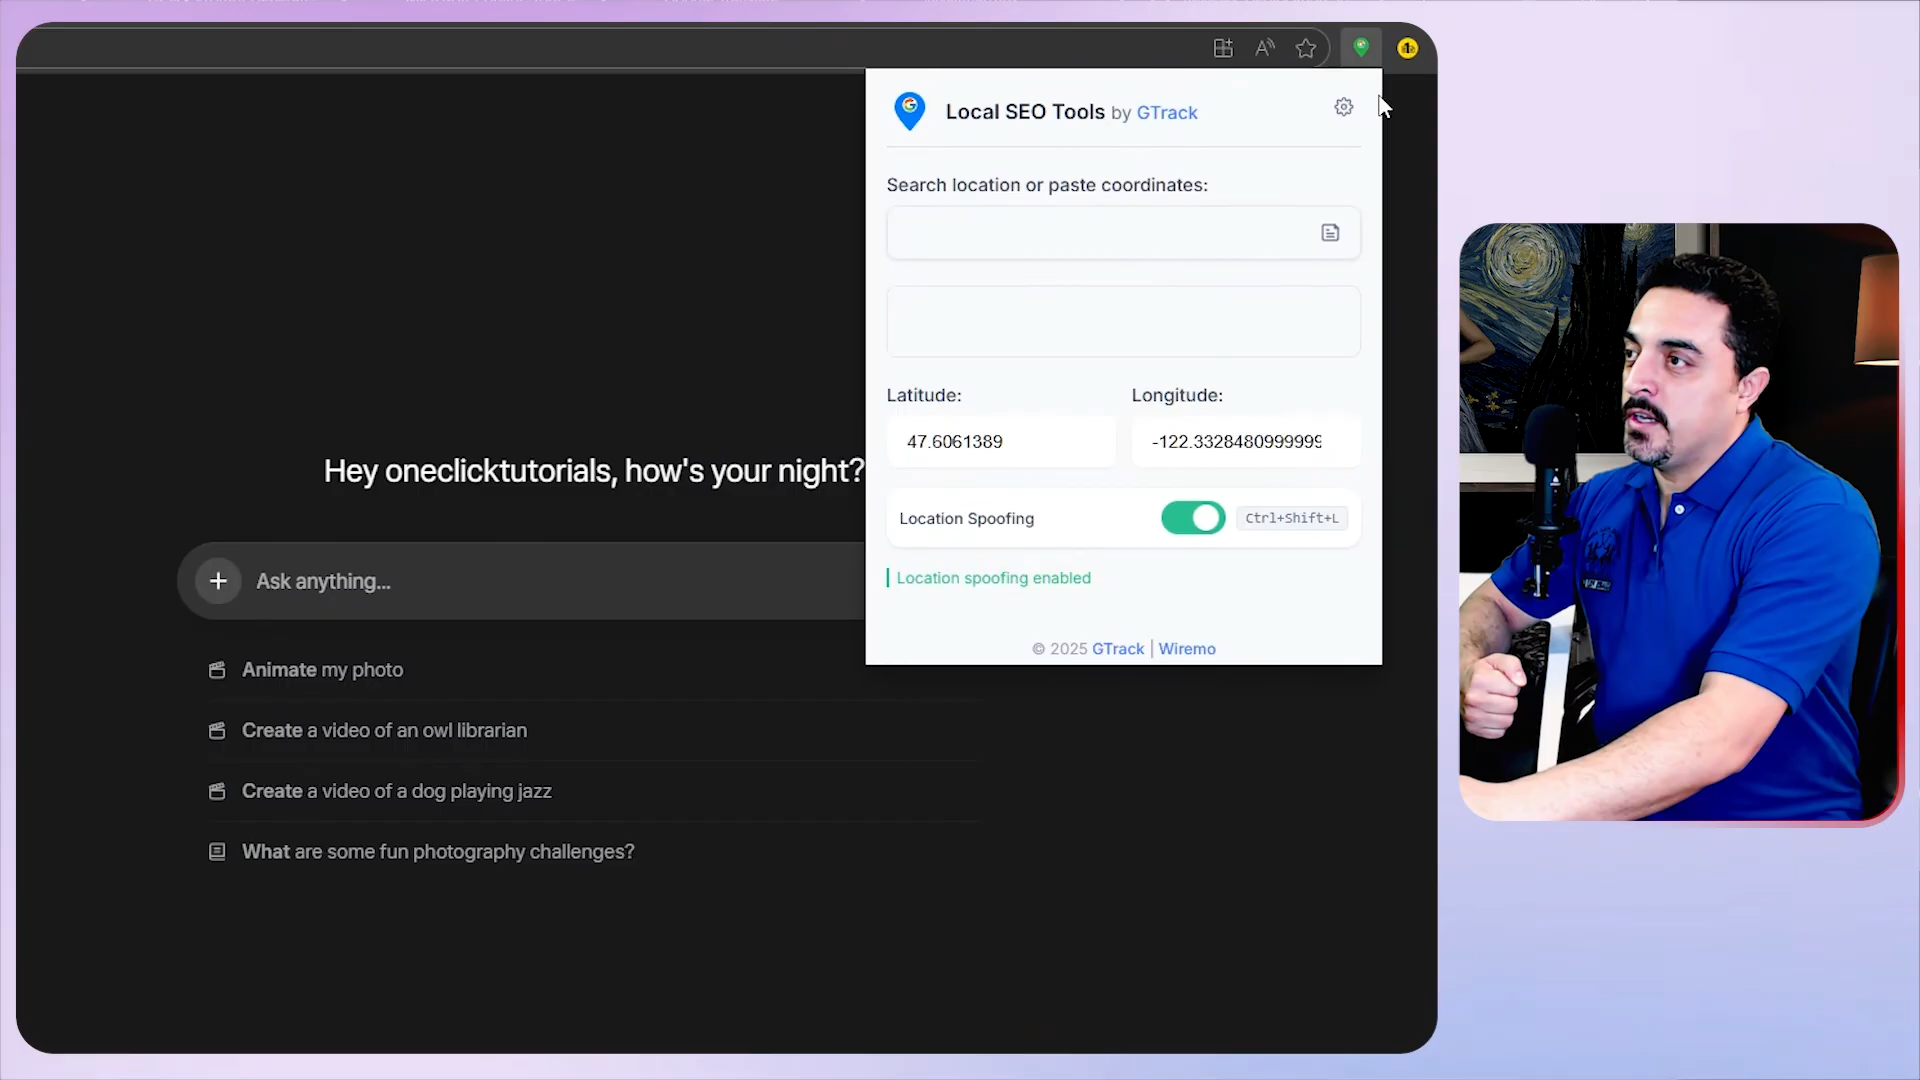 Local SEO Tools by GTrack
Search location or paste coordinates:
Latitude:
Longitude:
47.6061389
-122.3328480999999
Location Spoofing
Ctrl+Shift+L
Location spoofing enabled
© 2025 GTrack | Wiremo
Hey oneclicktutorials, how's your night?
Ask anything...
Animate my photo
Create a video of an owl librarian
Create a video of a dog playing jazz
What are some fun photography challenges?